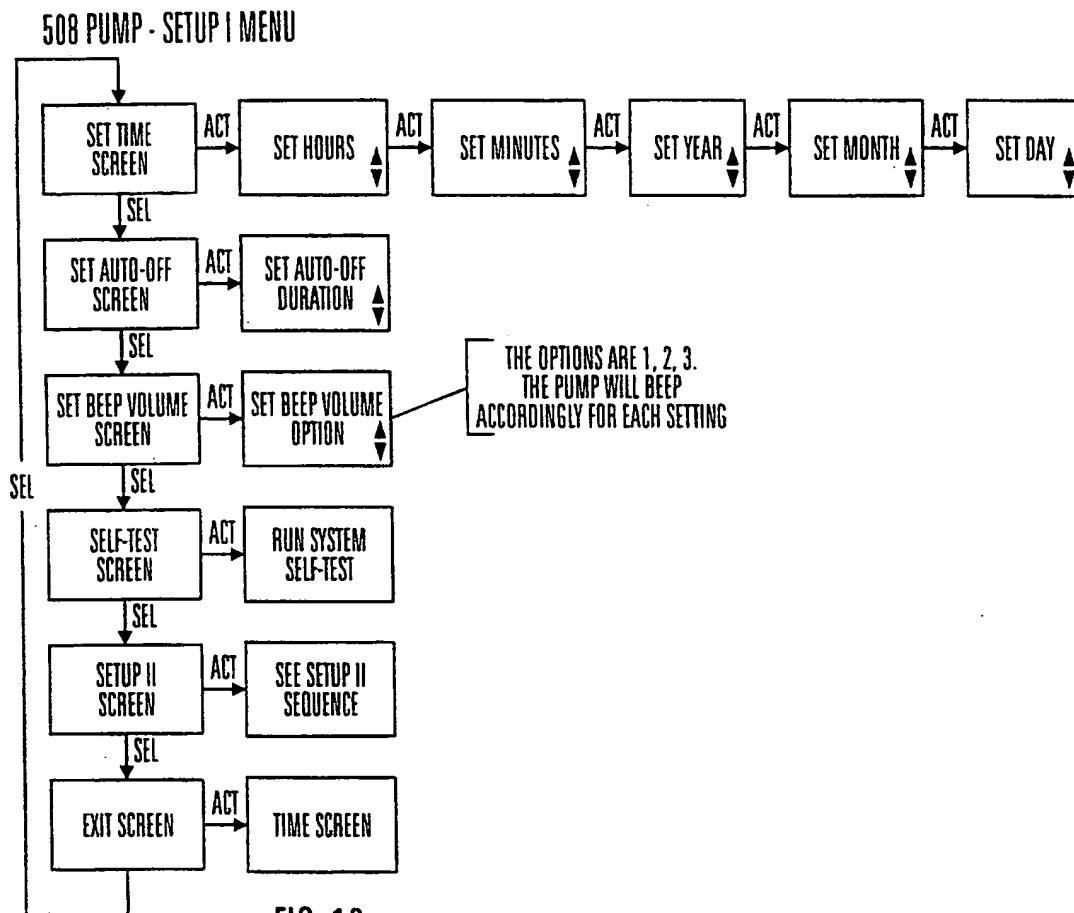 508 PUMP - SETUP I MENU
SET TIME
SCREEN
ACT
SET HOURS
ACT
SET MINUTES
ACT
SET YEAR
ACT
SET MONTH
ACT
SET DAY
SEL
SET AUTO-OFF
SCREEN
ACT
SET AUTO-OFF
DURATION
SEL
SET BEEP VOLUME
SCREEN
ACT
SET BEEP VOLUME
OPTION
THE OPTIONS ARE 1, 2, 3.
THE PUMP WILL BEEP
ACCORDINGLY FOR EACH SETTING
SEL
SEL
SELF-TEST
SCREEN
ACT
RUN SYSTEM
SELF-TEST
SEL
SETUP II
SCREEN
ACT
SEE SETUP II
SEQUENCE
SEL
EXIT SCREEN
ACT
TIME SCREEN